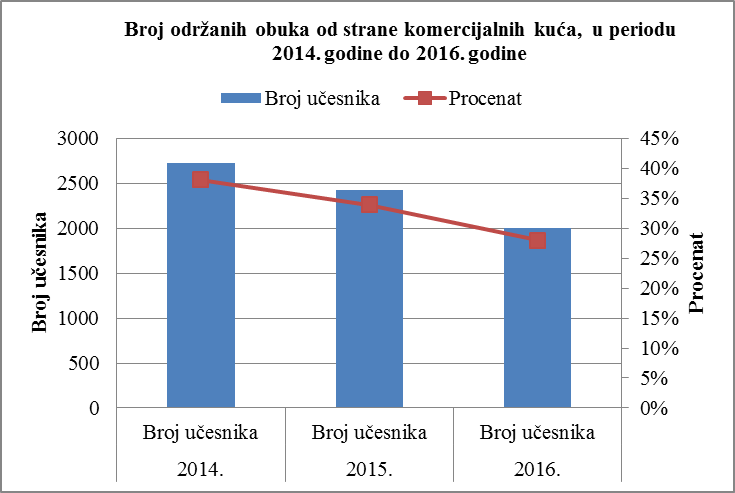 Broj održanih obuka od strane komercijalnih kuća, u periodu
2014. godine do 2016. godine
Broj učesnika
Procenat
3000
2500
2000
1500
1000
500
0
Broj učesnika
45%
40%
35%
30%
25%
20%
15%
10%
5%
0%
Procenat
Broj učesnika Broj učesnika Broj učesnika
2014. 2015. 2016.